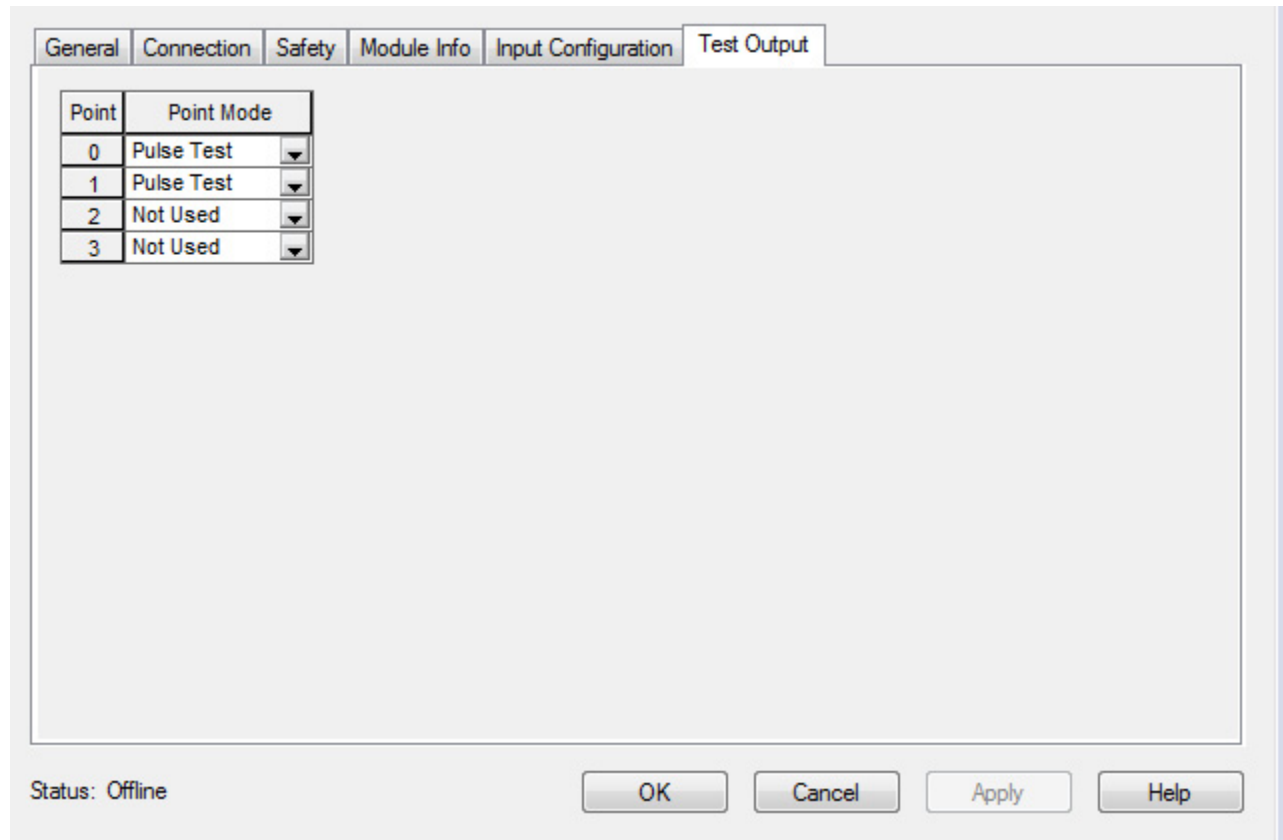 General Connection Safety Module Info Input Configuration Test Output
Point Point Mode
0 Pulse Test
1 Pulse Test
2 Not Used
3 Not Used
Status: Offline OK Cancel Apply Help